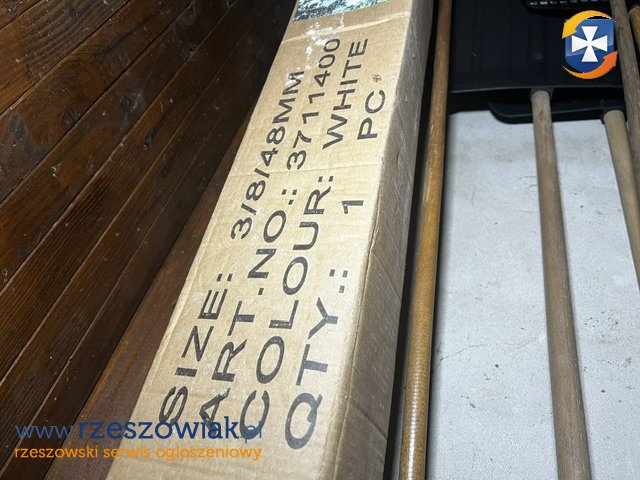 SIZE.: 3/8/48MM
ART.NO.: 3711400
COLOUR: WHITE
QTY.: 1 PC
www.rzeszowiak.pl
rzeszowski serwis ogłoszeniowy